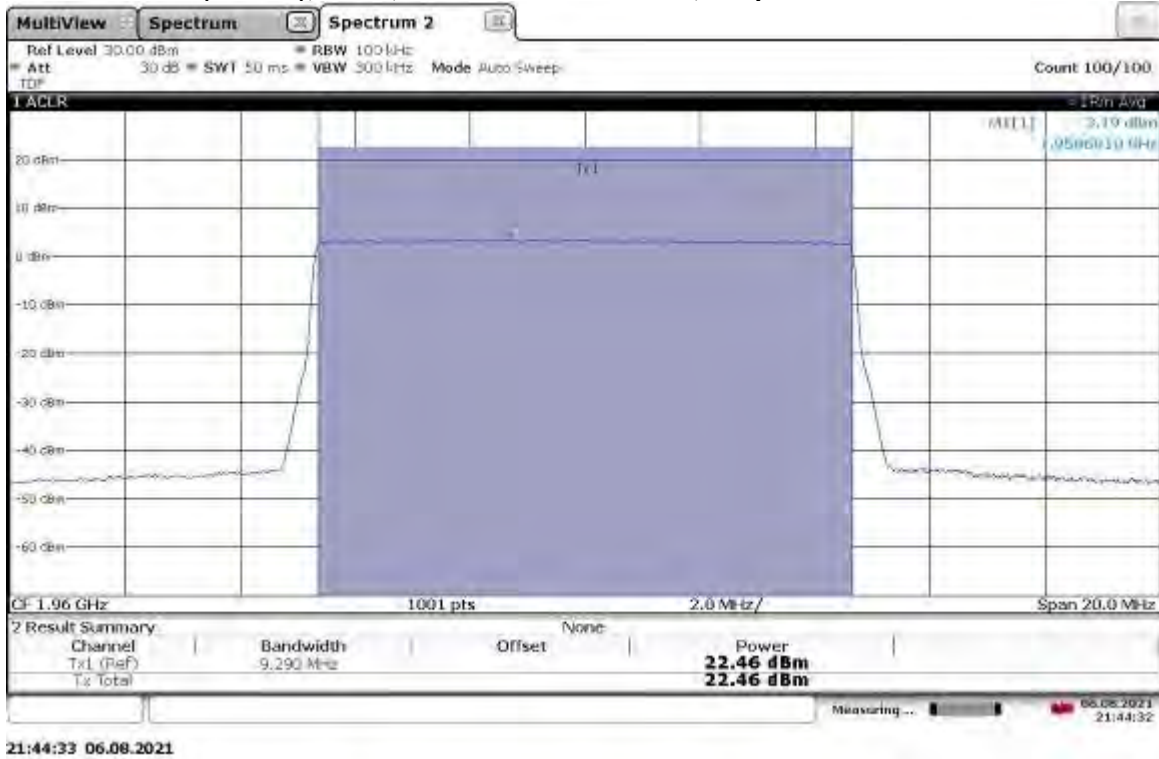 MultiView Spectrum Spectrum 2
Ref Level 30.00 dBm RBW 100 kHz
Att 30 dB SWT 50 ms VBW 300 kHz Mode Auto Sweep Count 100/100
TDF
1 ACLR 1Rm Avg
M1[1] 3.19 dBm
Tx1
20 dBm
10 dBm
0 dBm
-10 dBm
-20 dBm
-30 dBm
-40 dBm
-50 dBm
-60 dBm
CF 1.96 GHz 1001 pts 2.0 MHz/ Span 20.0 MHz
2 Result Summary None
Channel Bandwidth Offset Power
Tx1 (Ref) 9.290 MHz 22.46 dBm
Tx Total 22.46 dBm
Measuring... 06.08.2021
21:44:32
21:44:33 06.08.2021